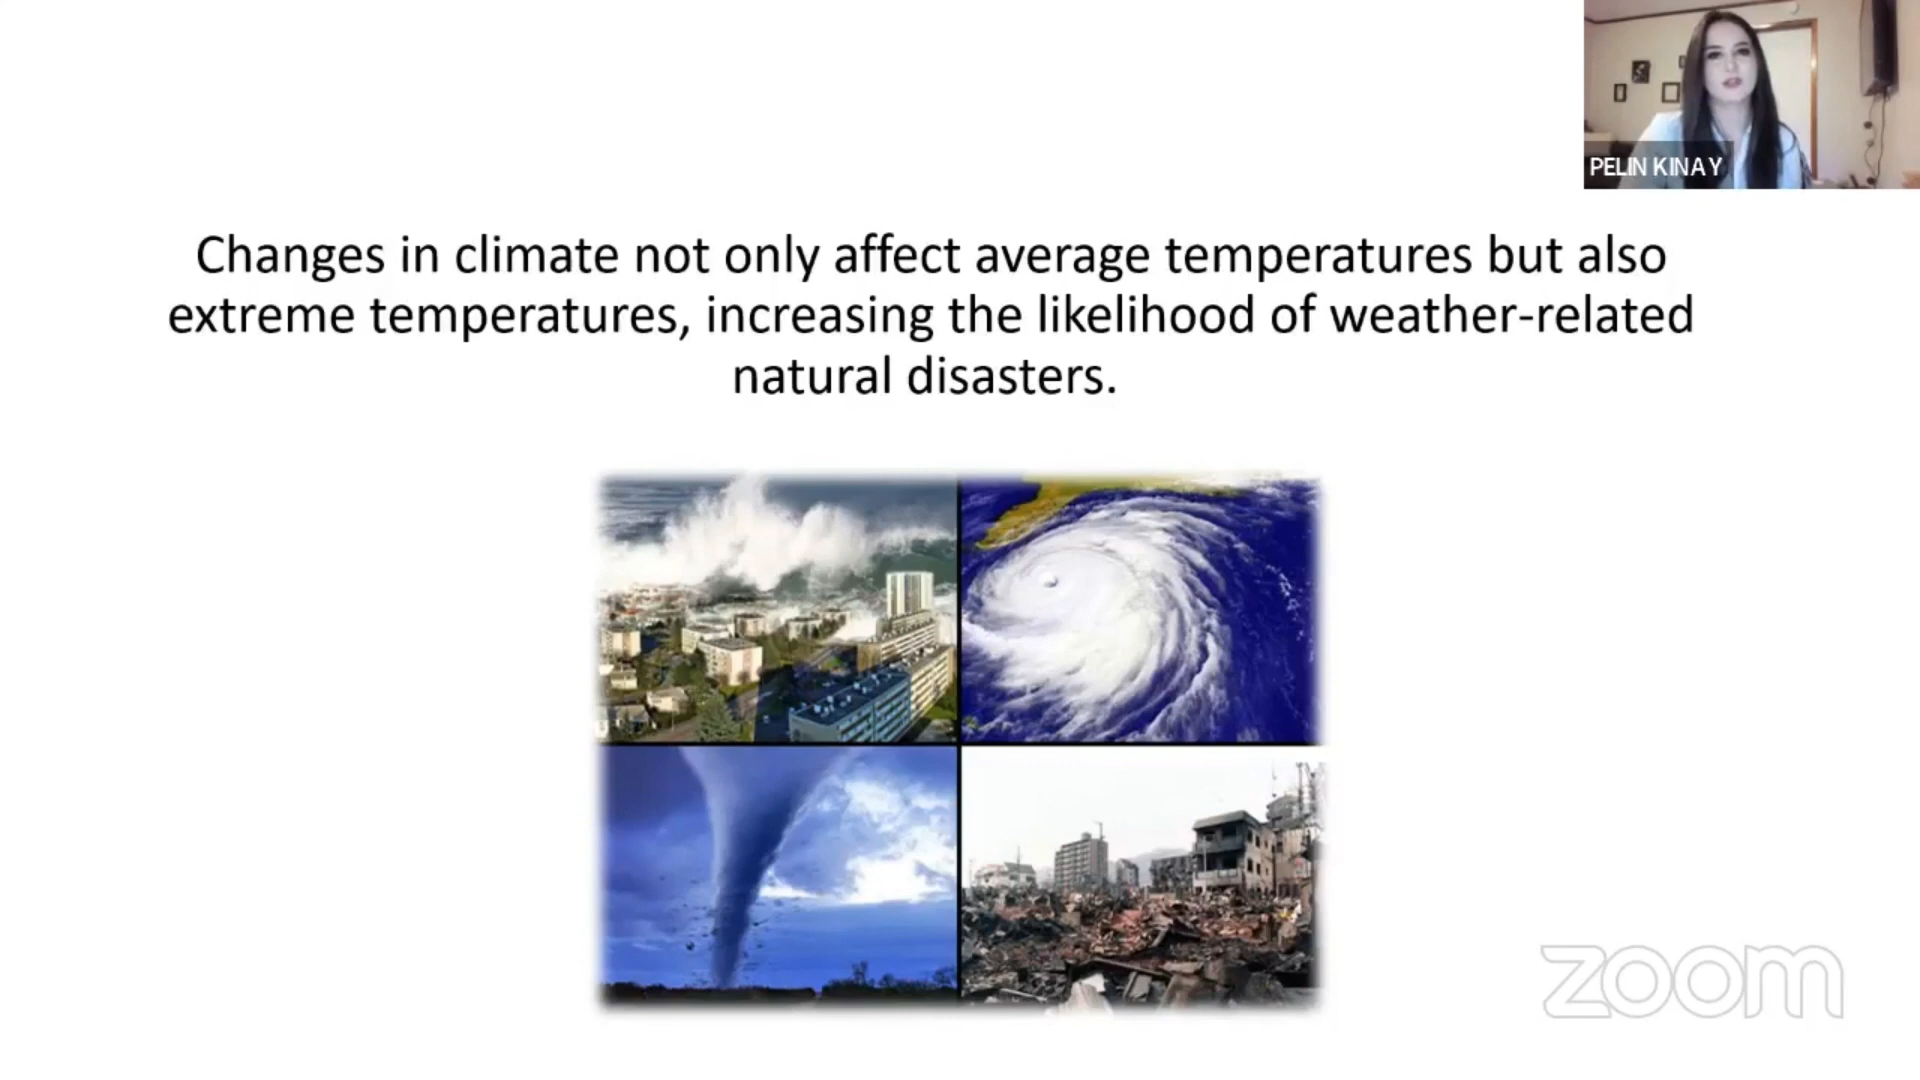 PELIN KINAY
Changes in climate not only affect average temperatures but also
extreme temperatures, increasing the likelihood of weather-related
natural disasters.
zoom